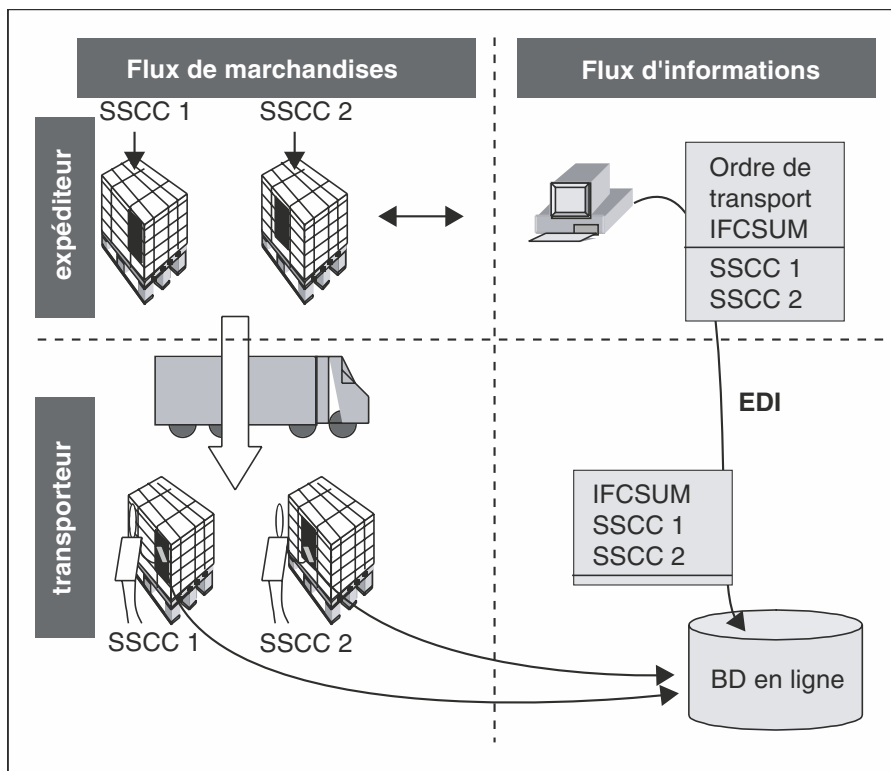 Flux de marchandises
Flux d'informations
expéditeur
SSCC 1
SSCC 2
Ordre de
transport
IFCSUM
SSCC 1
SSCC 2
transporteur
EDI
IFCSUM
SSCC 1
SSCC 2
SSCC 1
SSCC 2
BD en ligne